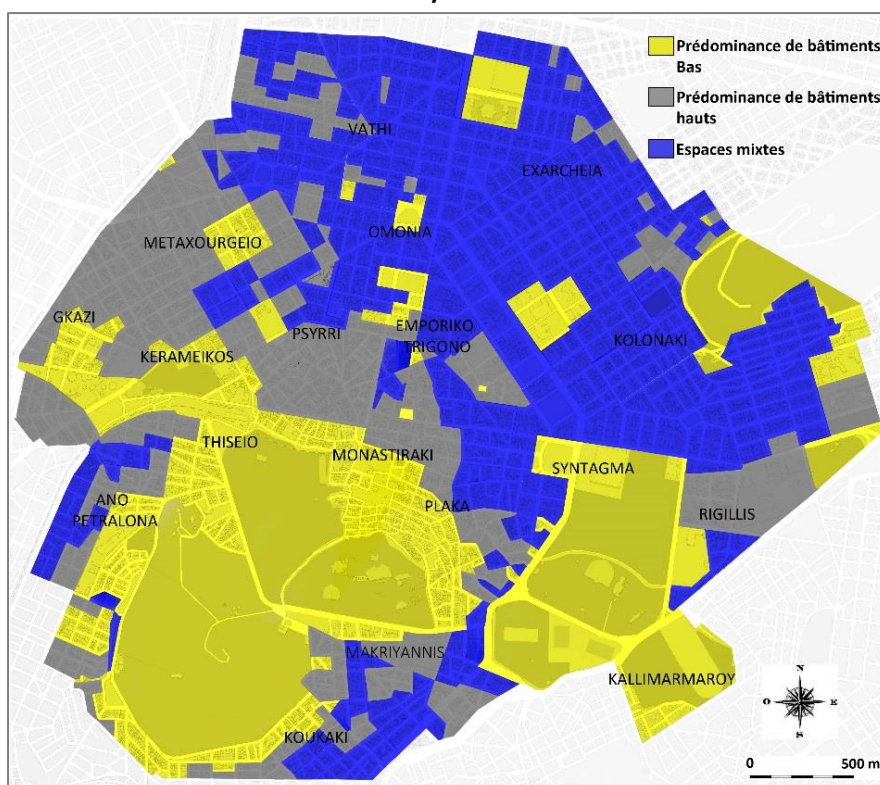 Prédominance de bâtiments
Bas
Prédominance de bâtiments
hauts
Espaces mixtes
VATHI
EXARCHEIA
OMONIA
METAXOURGEIO
GKAZI
PSYRRI
EMPORIKO
TRIGONO
KOLONAKI
KERAMEIKOS
THISEIO
MONASTIRAKI
SYNTAGMA
ANO
PETRALONA
PLAKA
RIGILLIS
MAKRIYANNIS
KALLIMARMAROY
KOUKAKI
N
O E
S
0 500 m